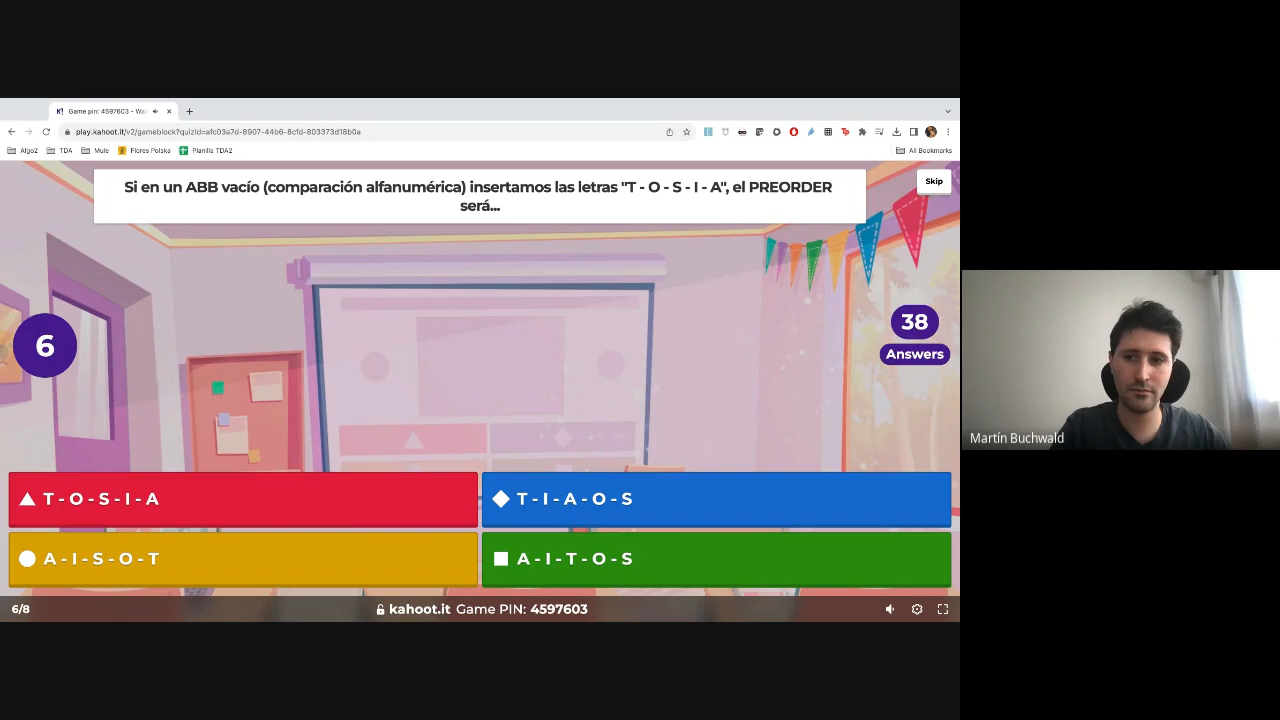 Game pin: 4597603 - Wai
play.kahoot.it/v2/gameblock?quizId=afc03a7d-8907-44b6-8cfd-803373d18b0a
Algo2 TDA Mule Flores Polska Planilla TDA2 All Bookmarks
Si en un ABB vacío (comparación alfanumérica) insertamos las letras "T - O - S - I - A", el PREORDER
será...
Skip
6
38
Answers
T - O - S - I - A
T - I - A - O - S
A - I - S - O - T
A - I - T - O - S
6/8
kahoot.it Game PIN: 4597603
Martín Buchwald